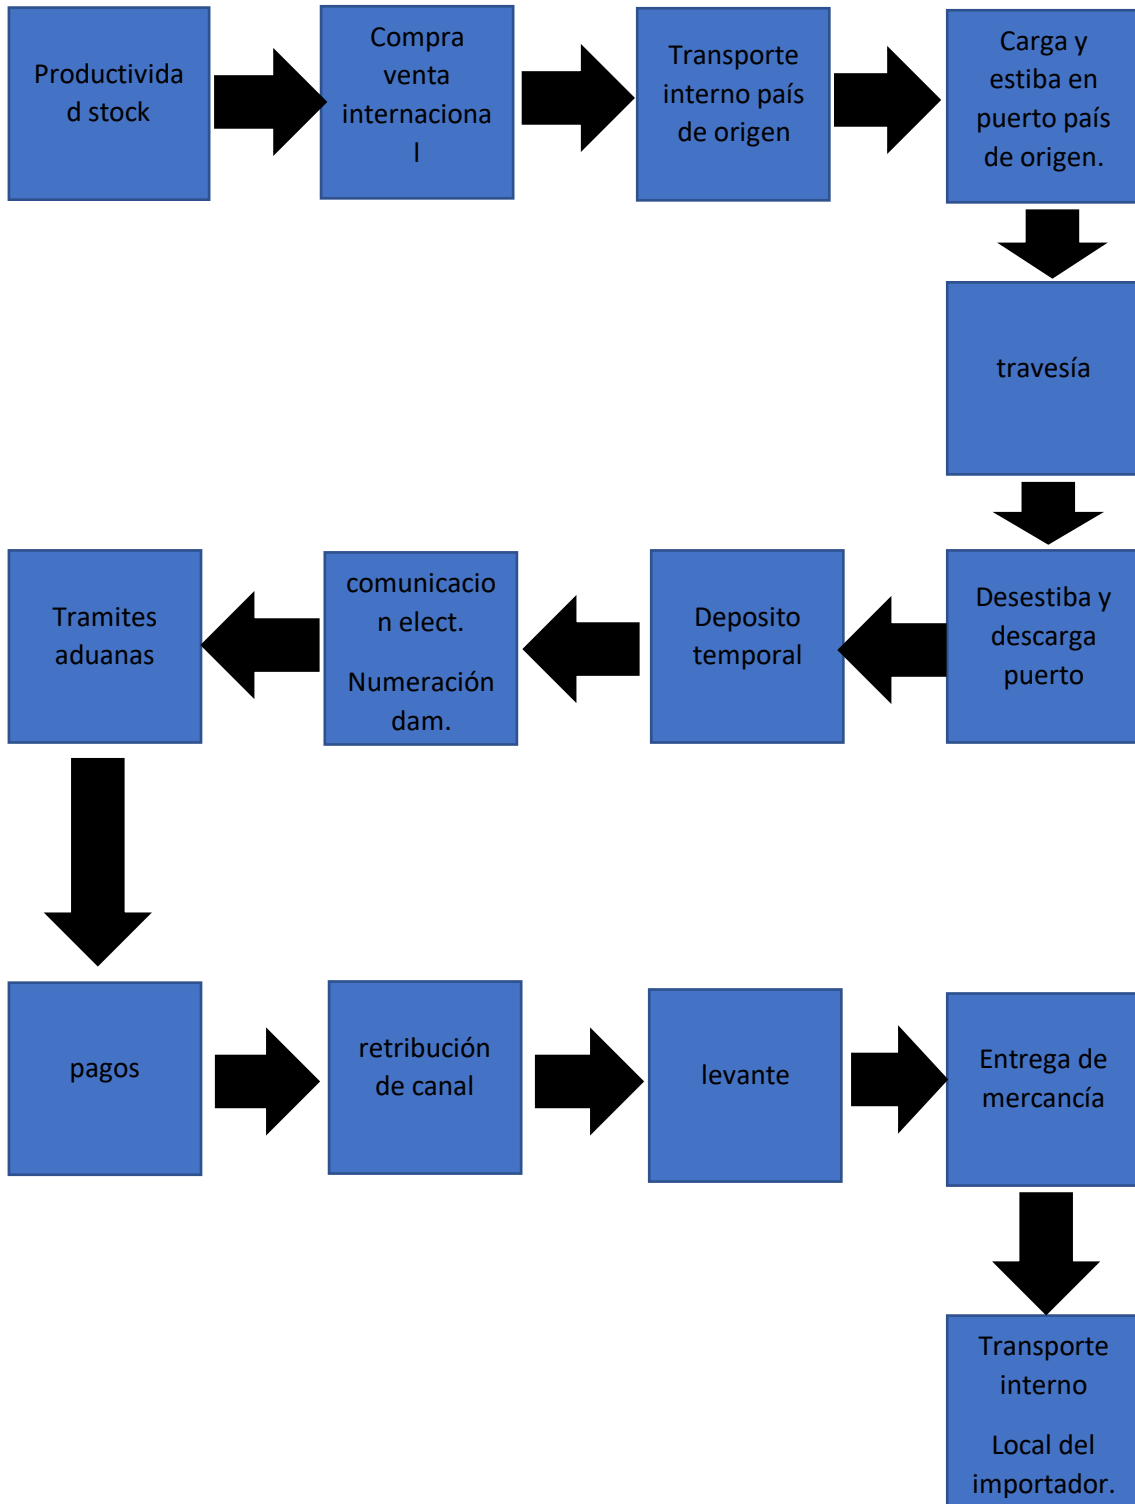 Productivida
d stock
Compra
venta
internaciona
l
Transporte
interno país
de origen
Carga y
estiba en
puerto país
de origen.
travesía
Desestiba y
descarga
puerto
Deposito
temporal
comunicacio
n elect.
Numeración
dam.
Tramites
aduanas
pagos
retribución
de canal
levante
Entrega de
mercancía
Transporte
interno
Local del
importador.